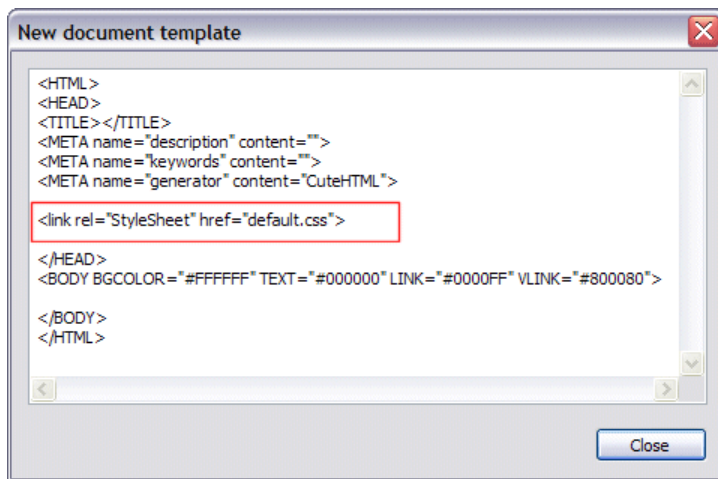 New document template
<HTML>
<HEAD>
<TITLE></TITLE>
<META name="description" content="">
<META name="keywords" content="">
<META name="generator" content="CuteHTML">
<link rel="StyleSheet" href="default.css">
</HEAD>
<BODY BGCOLOR="#FFFFFF" TEXT="#000000" LINK="#0000FF" VLINK="#800080">
</BODY>
</HTML>
Close